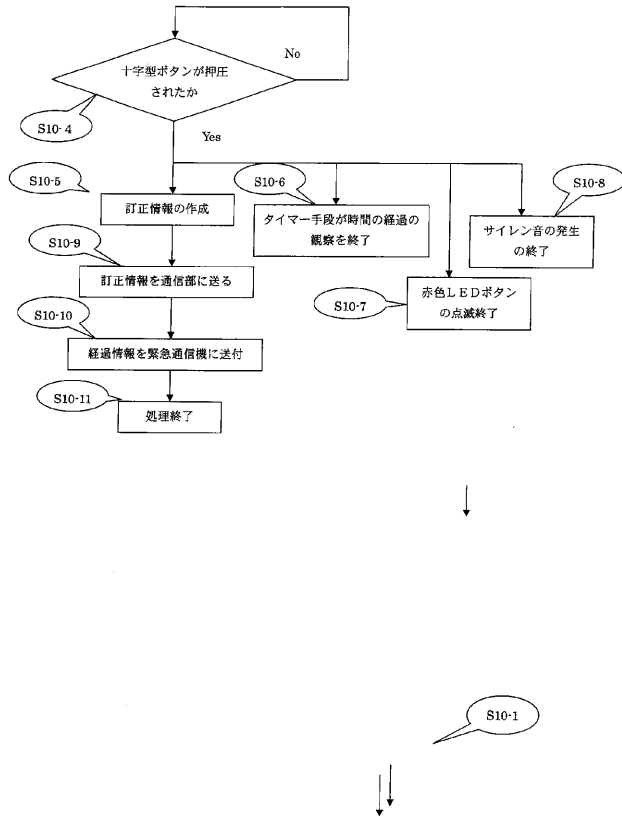 No
十字型ボタンが押圧
されたか
S10-4
Yes
S10-5
訂正情報の作成
S10-6
タイマー手段が時間の経過の
観察を終了
S10-8
サイレン音の発生
の終了
S10-9
訂正情報を通信部に送る
S10-7
赤色LEDボタン
の点滅終了
S10-10
経過情報を緊急通信機に送付
S10-11
処理終了
S10-1